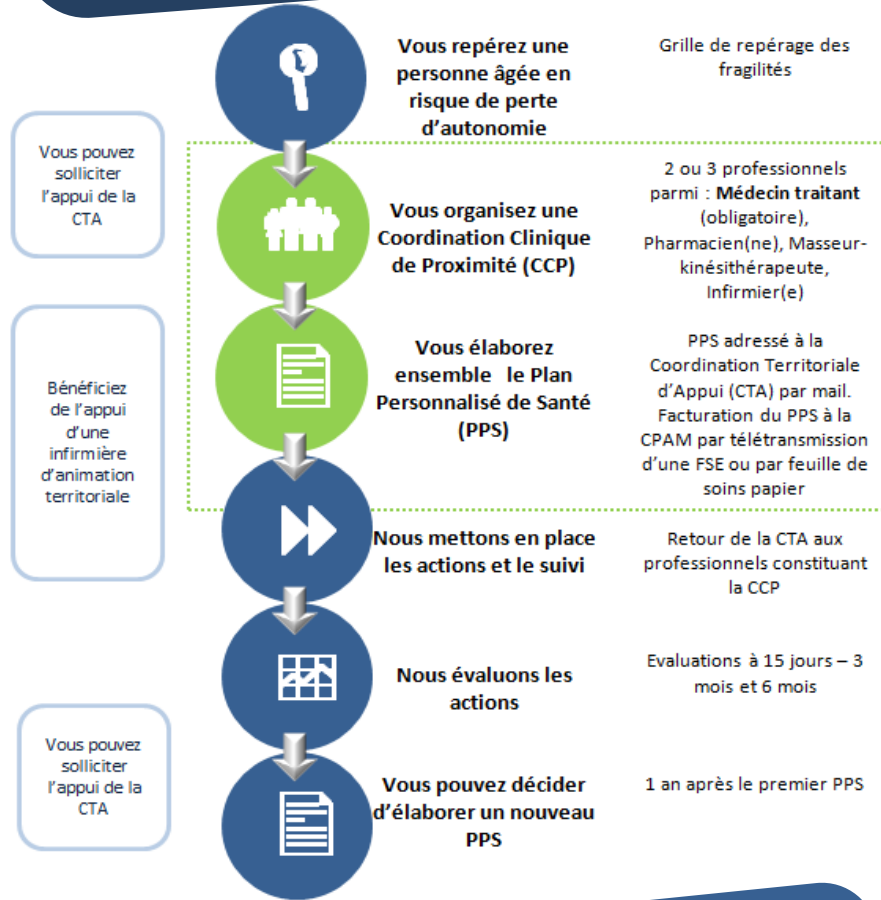 Vous repérez une
personne âgée en
risque de perte
d'autonomie
Grille de repérage des
fragilités
Vous pouvez
solliciter
l'appui de la
CTA
Vous organisez une
Coordination Clinique
de Proximité (CCP)
2 ou 3 professionnels
parmi : Médecin traitant
(obligatoire),
Pharmacien(ne), Masseur-
kinésithérapeute,
Infirmier(e)
Bénéficiez
de l'appui
d'une
infirmière
d'animation
territoriale
Vous élaborez
ensemble le Plan
Personnalisé de Santé
(PPS)
PPS adressé à la
Coordination Territoriale
d'Appui (CTA) par mail.
Facturation du PPS à la
CPAM par télétransmission
d'une FSE ou par feuille de
soins papier
Nous mettons en place
les actions et le suivi
Retour de la CTA aux
professionnels constituant
la CCP
Nous évaluons les
actions
Evaluations à 15 jours – 3
mois et 6 mois
Vous pouvez
solliciter
l'appui de la
CTA
Vous pouvez décider
d'élaborer un nouveau
PPS
1 an après le premier PPS